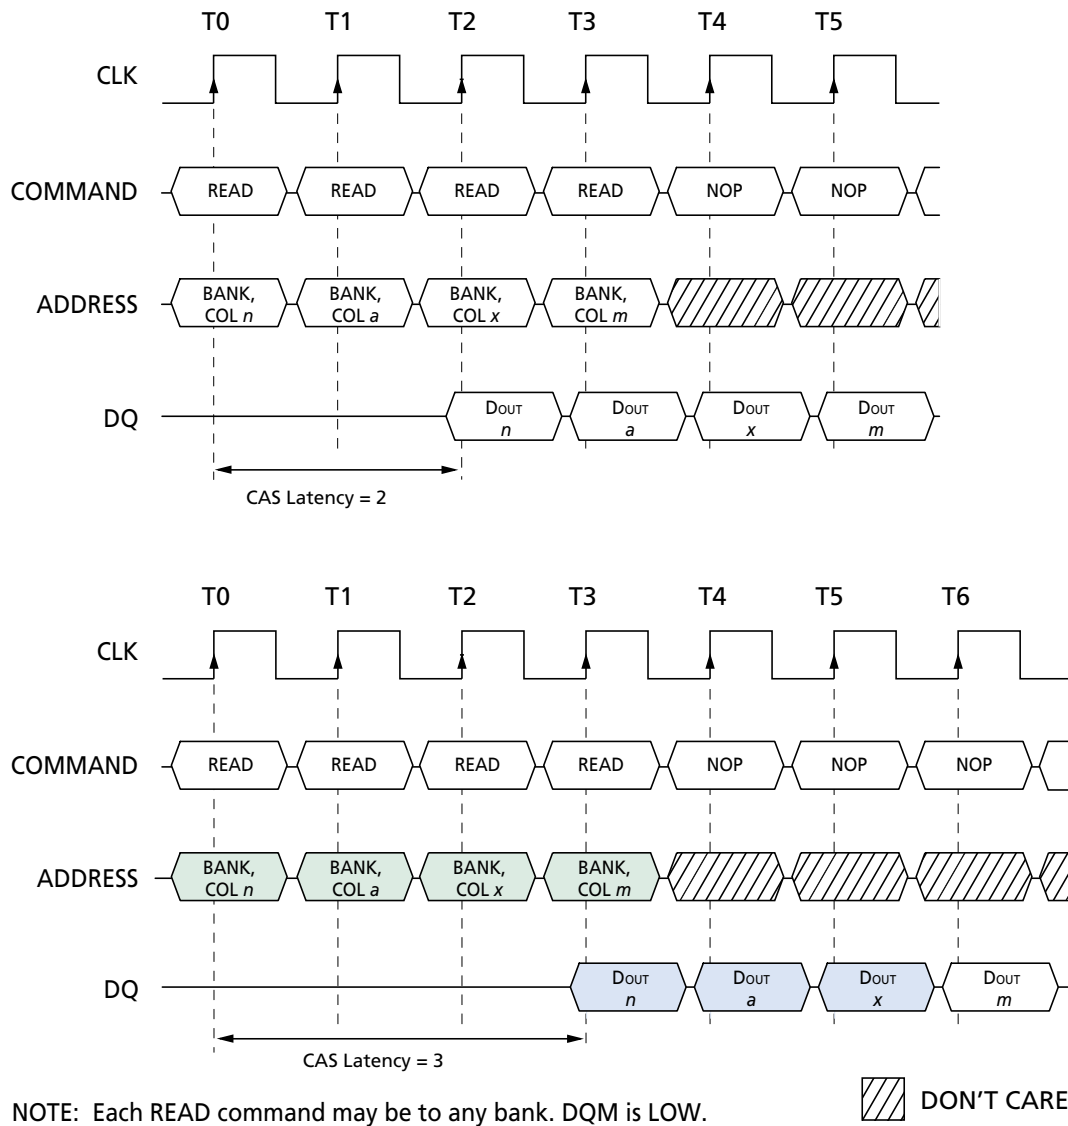 T0 T1 T2 T3 T4 T5
CLK
COMMAND READ READ READ READ NOP NOP
BANK, BANK, BANK, BANK,
ADDRESS
COL n COL a COL x COL m
DOUT DOUT DOUT DOUT
DQ
n a x m
CAS Latency = 2
T0 T1 T2 T3 T4 T5 T6
CLK
COMMAND READ READ READ READ NOP NOP NOP
BANK, BANK, BANK, BANK,
ADDRESS
COL n COL a COL x COL m
DOUT DOUT DOUT DOUT
DQ
n a x m
CAS Latency = 3
NOTE: Each READ command may be to any bank. DQM is LOW.
DON'T CARE